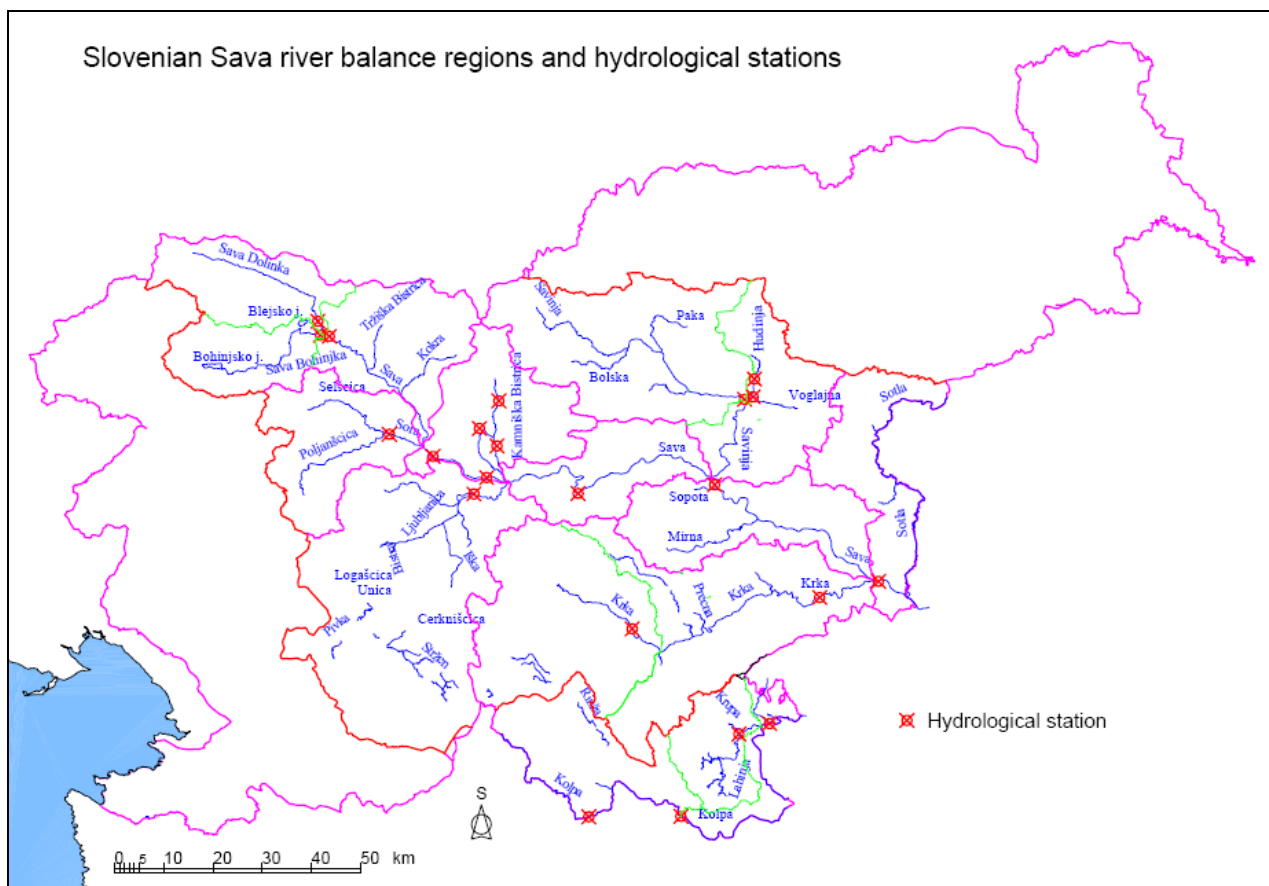 Slovenian Sava river balance regions and hydrological stations
Sava Dolinka
Blejsko j.
Tržiška Bistrica
Bohinjsko j.
Sava Bohinjka
Kokra
Sava
Selščica
Savinja
Paka
Hudinja
Bolska
Voglajna
Sotla
Kamniška Bistrica
Sora
Poljanščica
Sava
Savinja
Sopota
Sotla
Ljubljanica
Mirna
Bistra
Iška
Sava
Logaščica
Unica
Krka
Prečna
Krka
Krka
Pivka
Cerkniščica
Stržen
Rinža
Krupa
Hydrological station
Lahinja
Kolpa
Kolpa
S
0 5 10 20 30 40 50 km